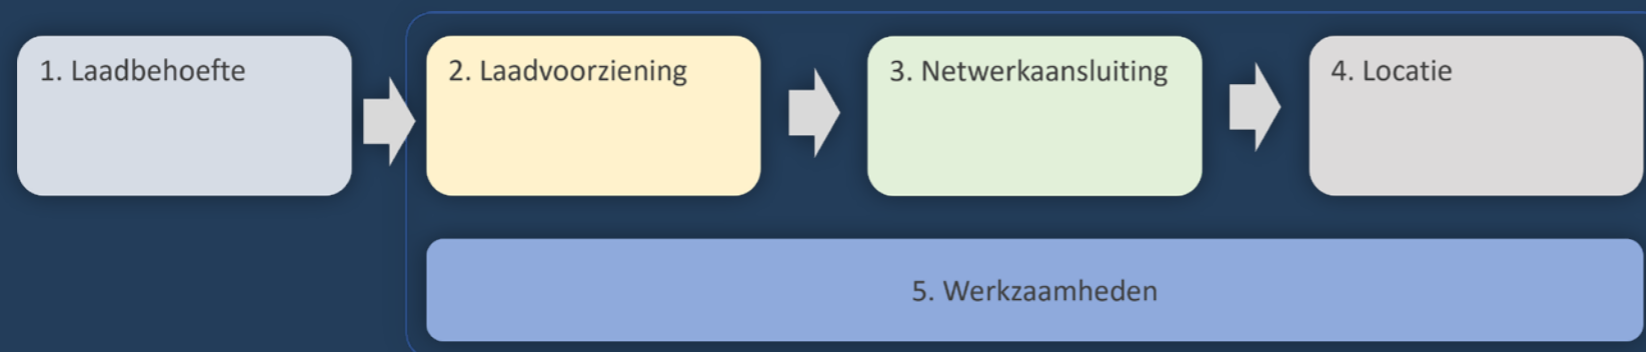 1. Laadbehoefte
2. Laadvoorziening
3. Netwerkaansluiting
4. Locatie
5. Werkzaamheden